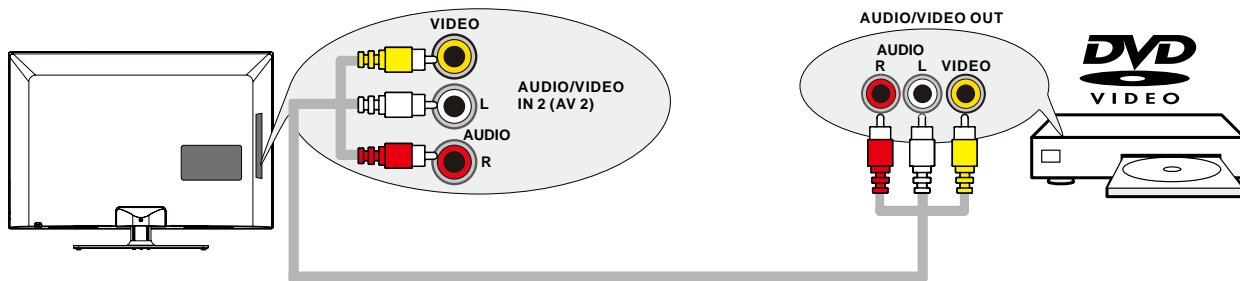 VIDEO
L
AUDIO
R
AUDIO/VIDEO
IN 2 (AV 2)
AUDIO/VIDEO OUT
AUDIO
R L VIDEO
DVD
VIDEO